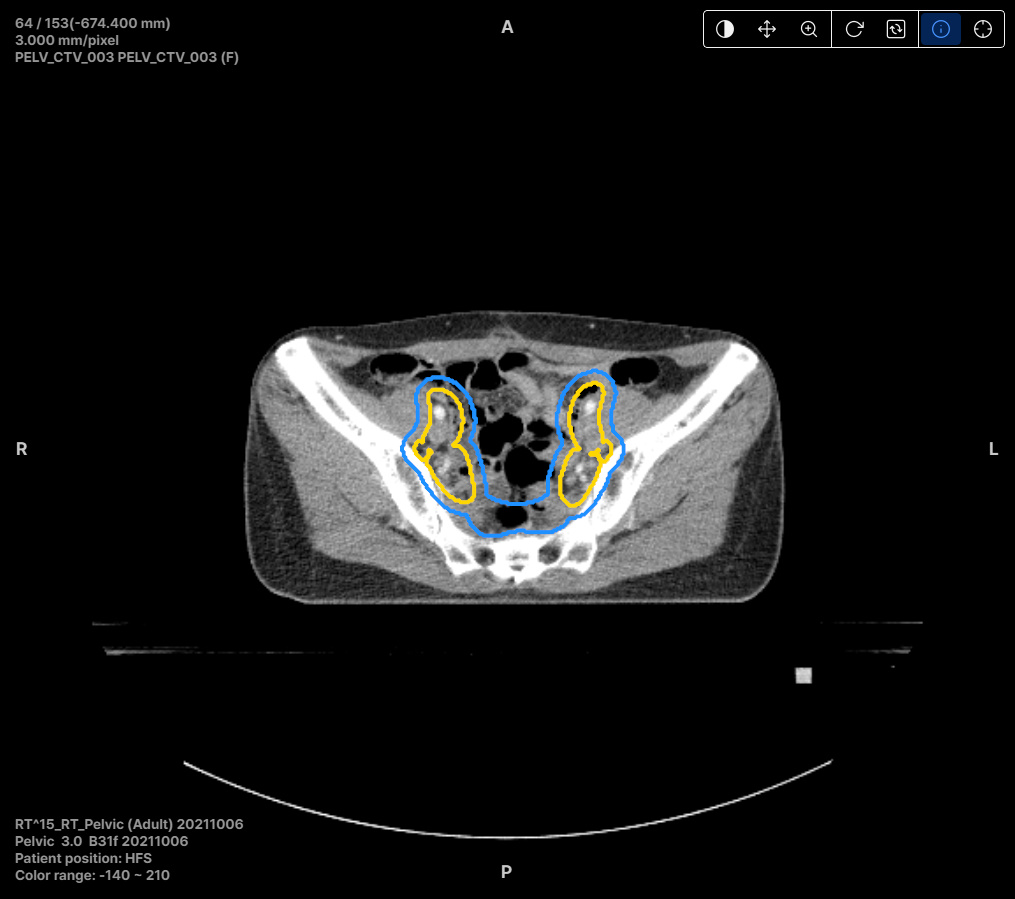 64 / 153(-674.400 mm)
3.000 mm/pixel
PELV_CTV_003 PELV_CTV_003 (F)
A
R
L
RT^15_RT_Pelvic (Adult) 20211006
Pelvic  3.0  B31f 20211006
Patient position: HFS
Color range: -140 ~ 210
P